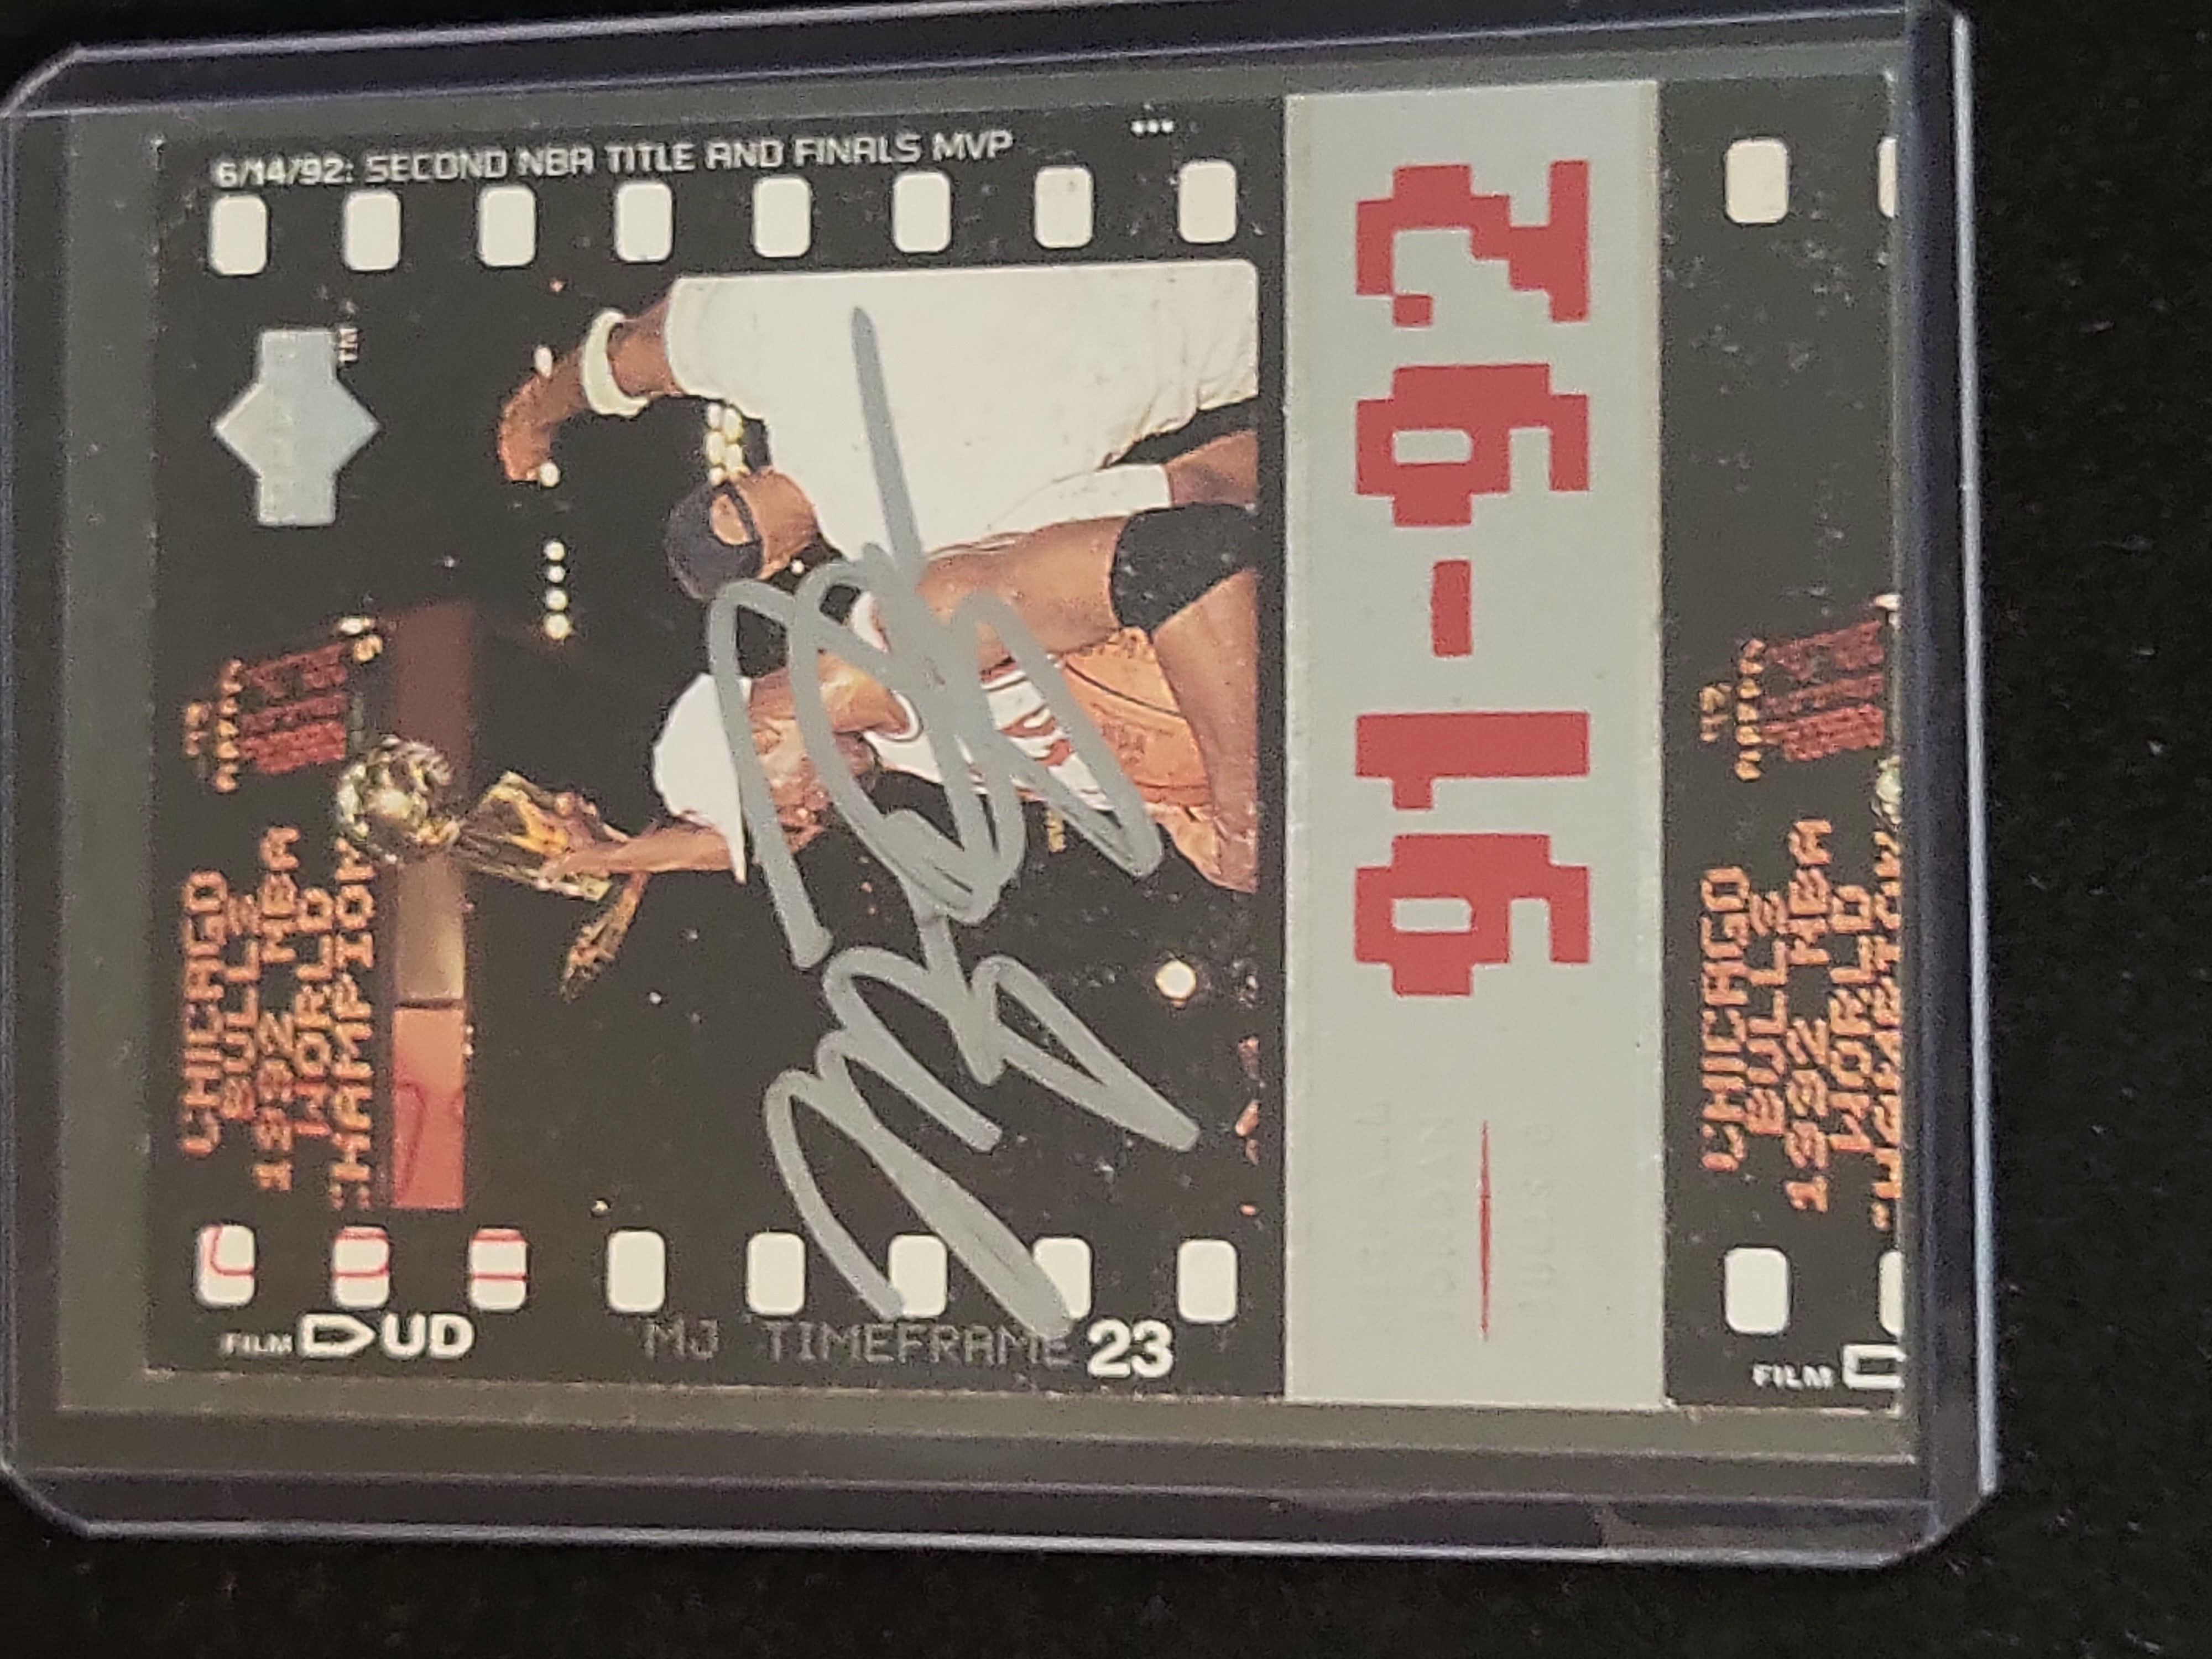 6/14/92: SECOND NBA TITLE AND FINALS MVP
...
TM
CHICAGO
BULLS
1992 NBA
WORLD
FILM UD
MJ TIMEFRAME 23
91-92
CHICAGO
BULLS
1992 NBA
WORLD
FILM